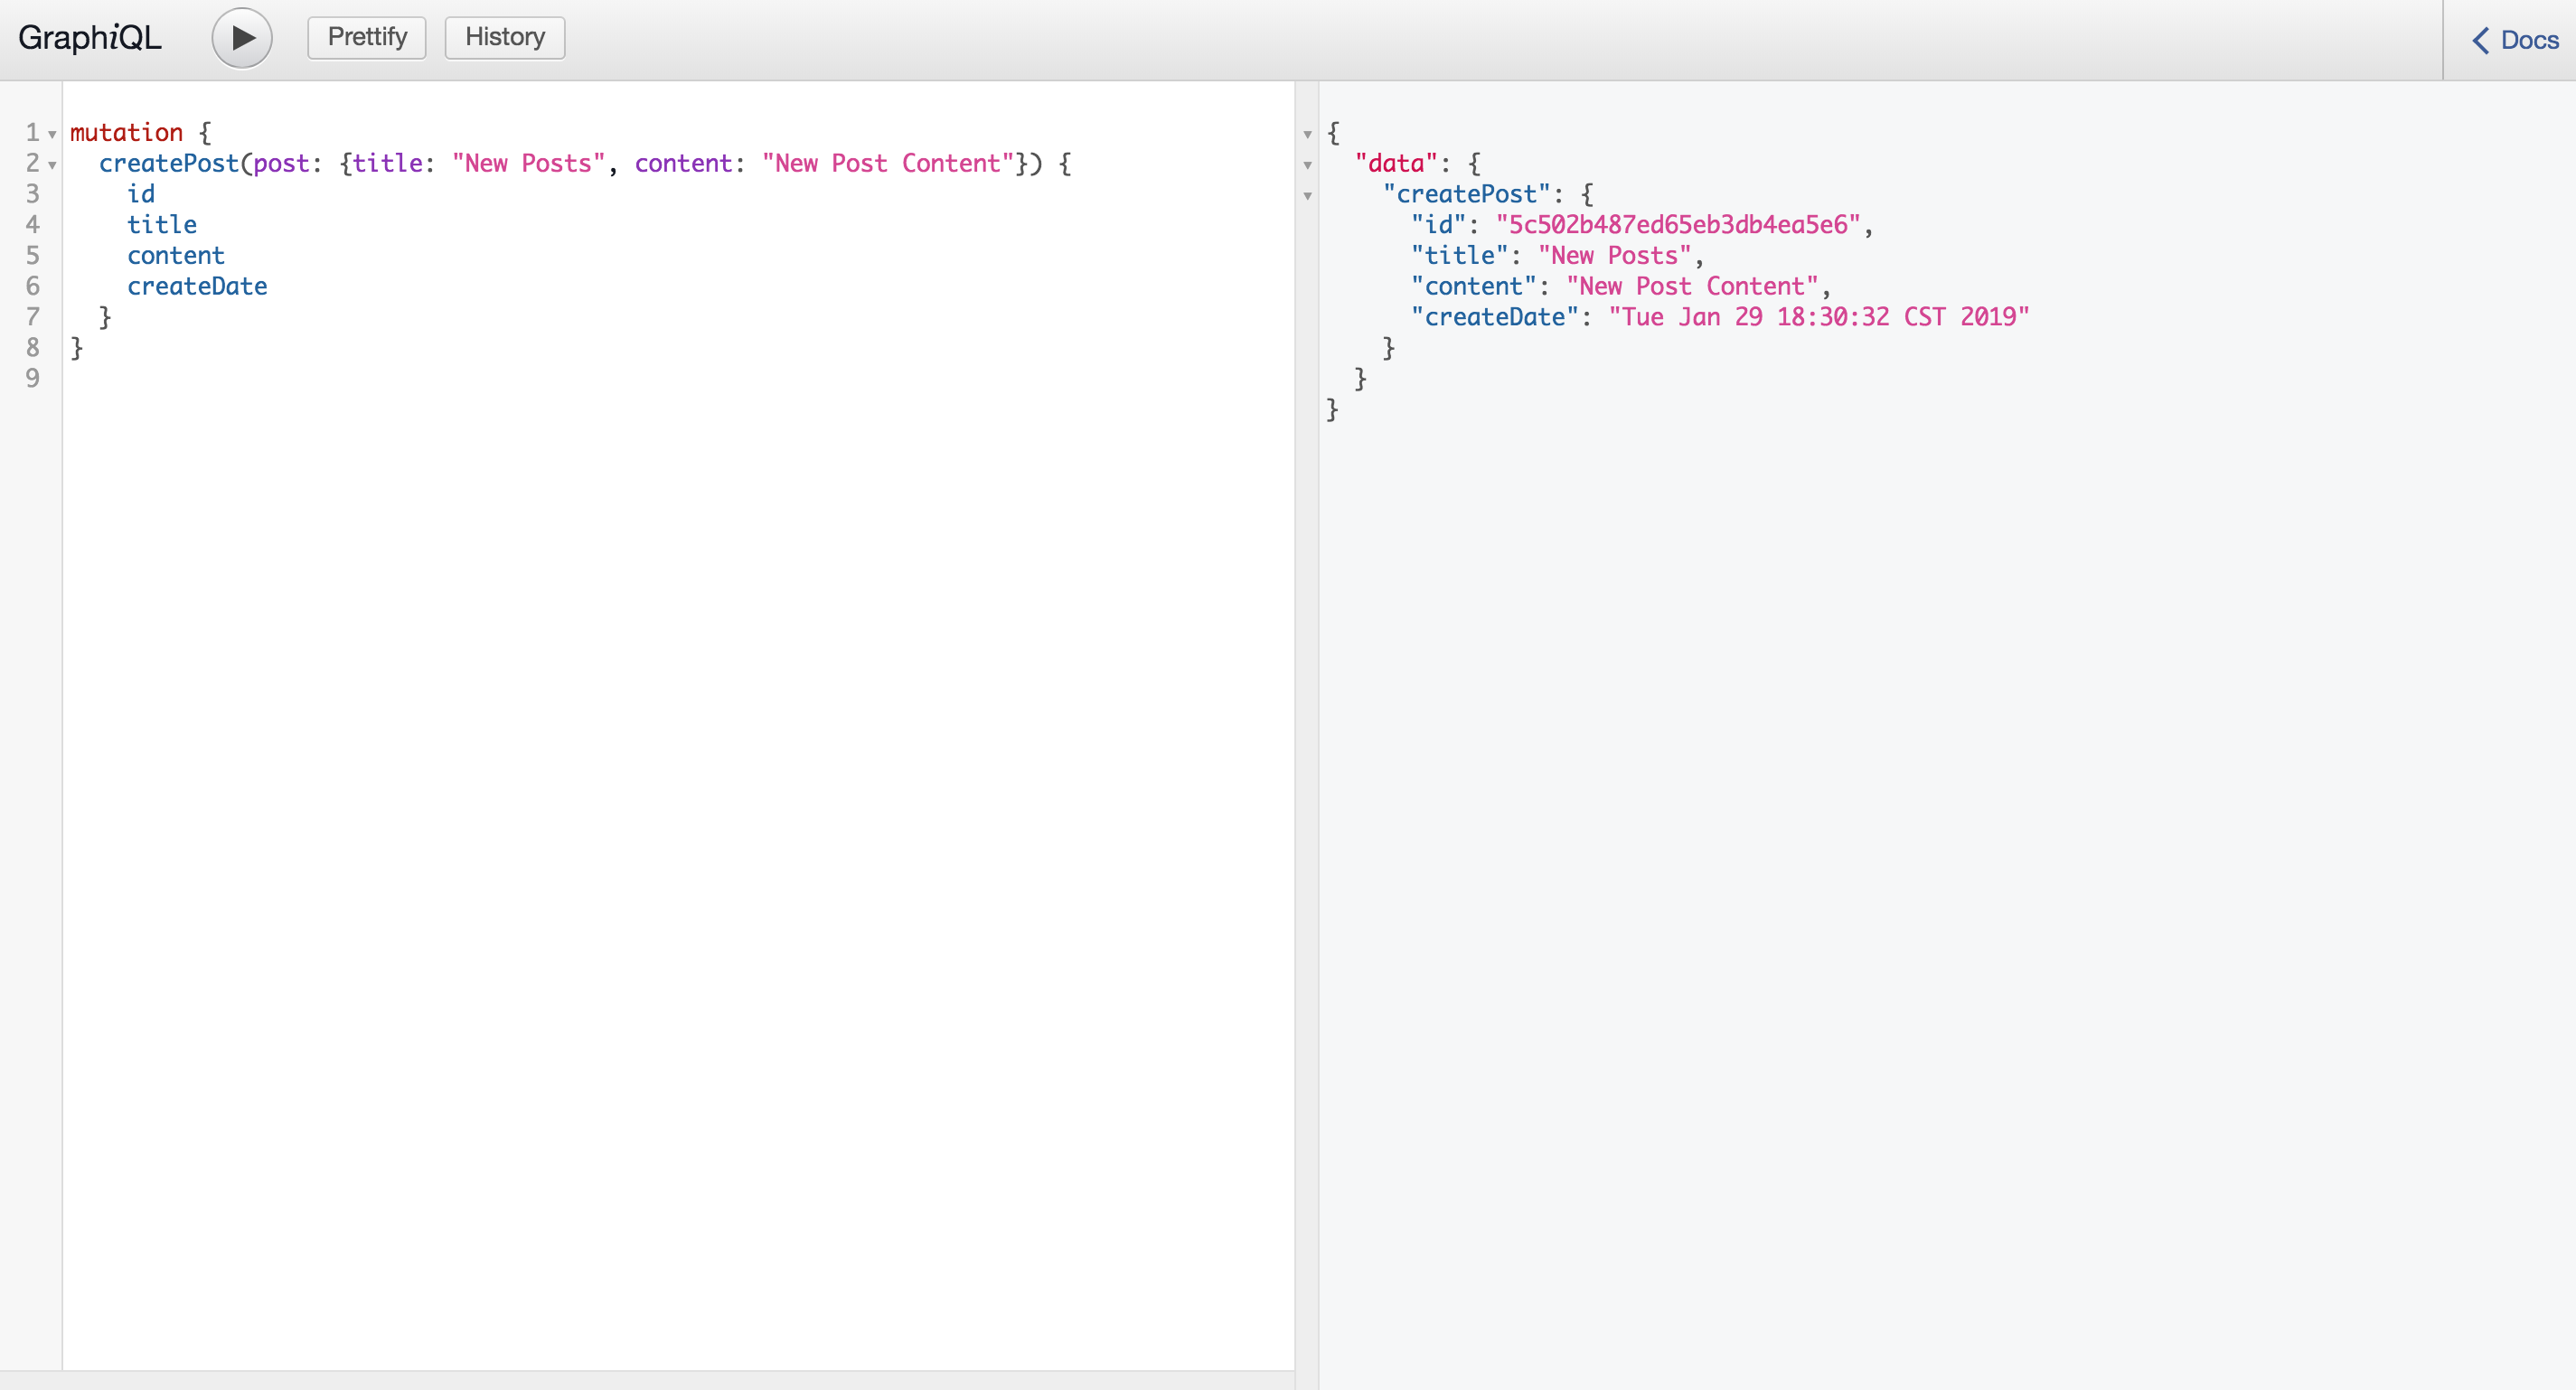 GraphiQL Prettify History Docs
1 mutation {
2   createPost(post: {title: "New Posts", content: "New Post Content"}) {
3     id
4     title
5     content
6     createDate
7   }
8 }
9
{
  "data": {
    "createPost": {
      "id": "5c502b487ed65eb3db4ea5e6",
      "title": "New Posts",
      "content": "New Post Content",
      "createDate": "Tue Jan 29 18:30:32 CST 2019"
    }
  }
}